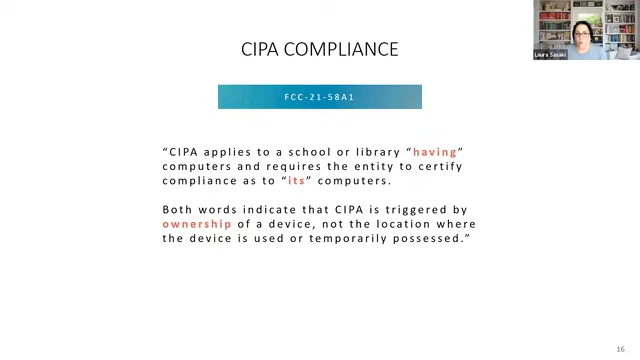 CIPA COMPLIANCE
FCC-21-58A1
“CIPA applies to a school or library “having”
computers and requires the entity to certify
compliance as to “its” computers.
Both words indicate that CIPA is triggered by
ownership of a device, not the location where
the device is used or temporarily possessed.”
Laura Sasaki
16